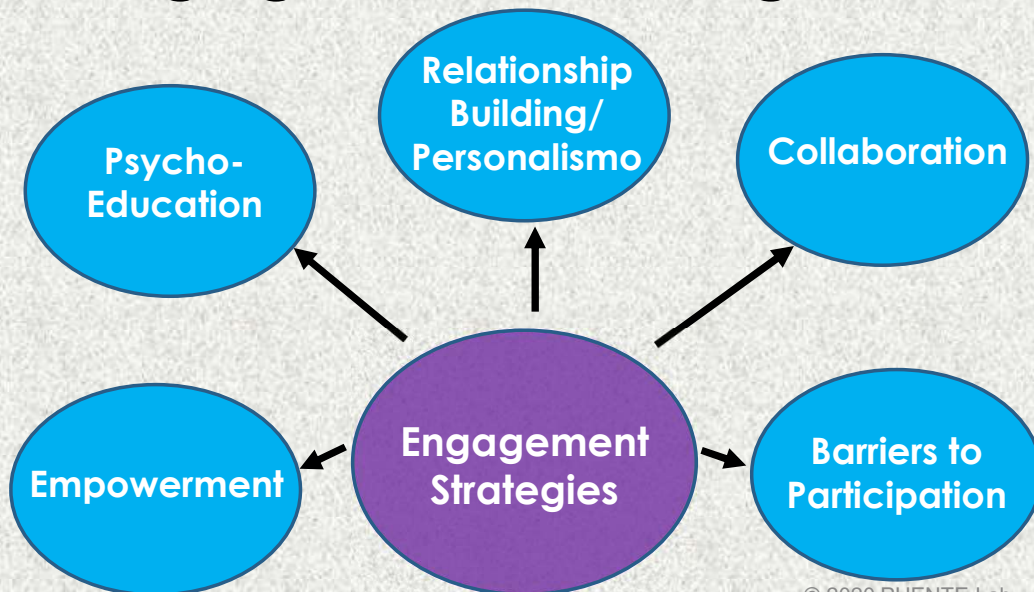 Relationship
Building/
Personalismo
Psycho-
Education
Collaboration
Empowerment
Engagement
Strategies
Barriers to
Participation